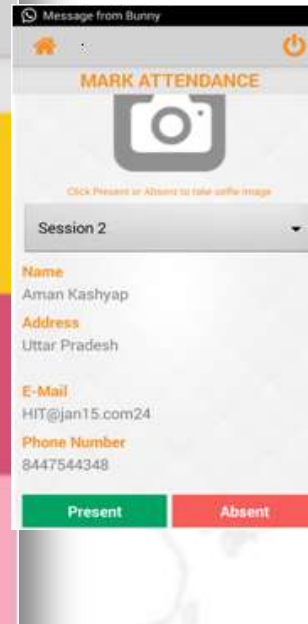 Message from Bunny
MARK ATTENDANCE
Click Present or Absent to take selfie image
Session 2
Name
Aman Kashyap
Address
Uttar Pradesh
E-Mail
HIT@jan15.com24
Phone Number
8447544348
Present Absent